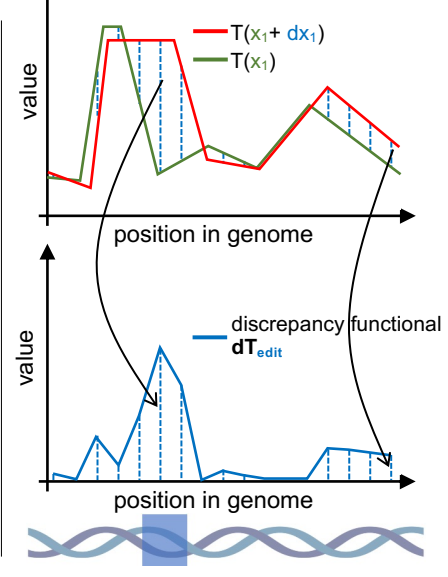 T(x₁+ dx₁)
T(x₁)
value
position in genome
discrepancy functional
dTₑdᵢₜ
value
position in genome